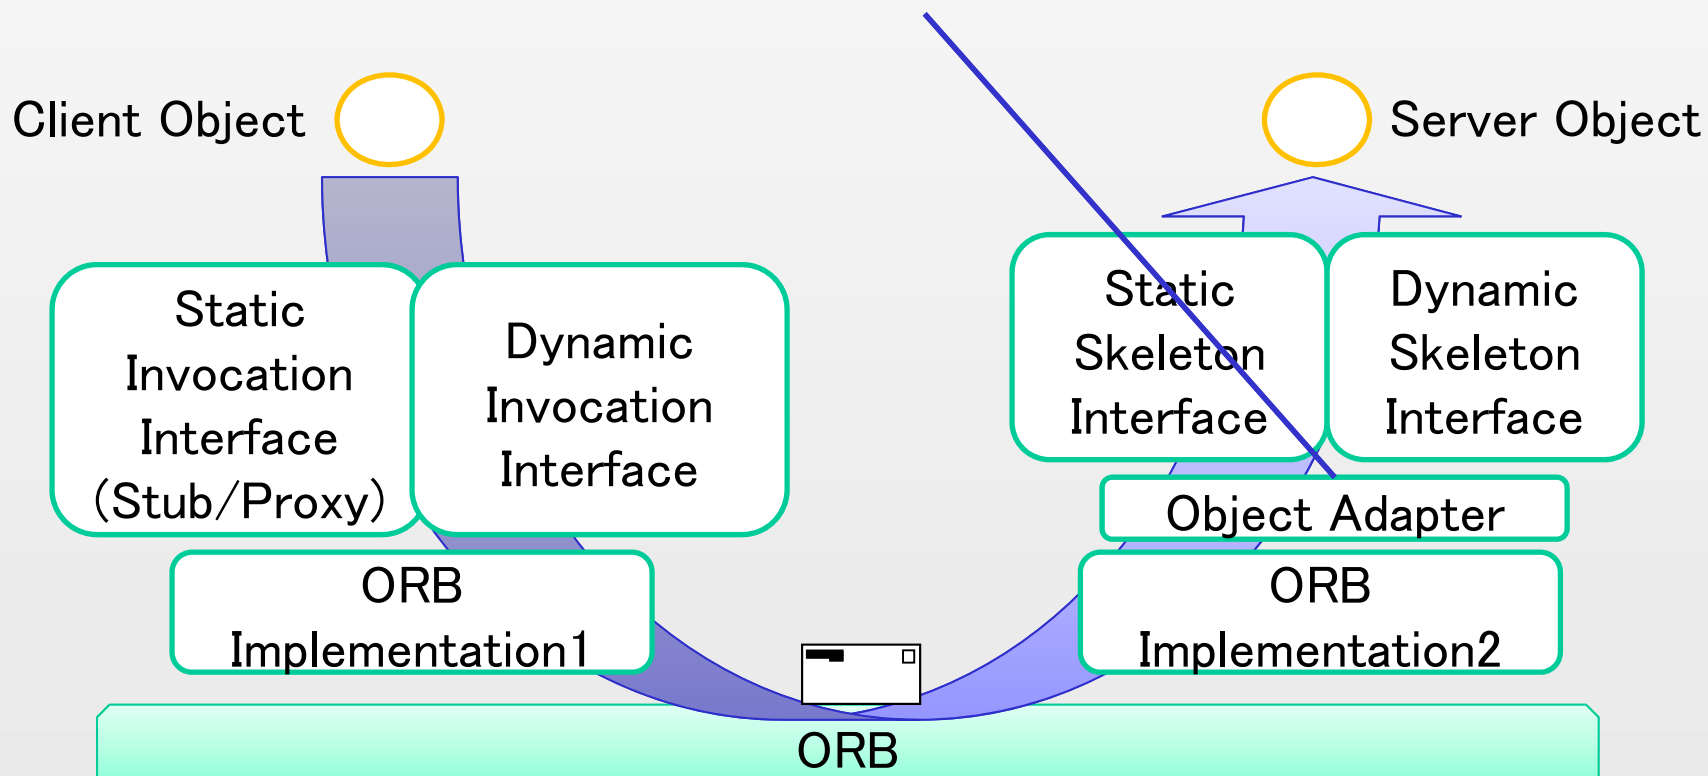 Client Object
Server Object
Static
Invocation
Interface
(Stub/Proxy)
Dynamic
Invocation
Interface
Static
Skeleton
Interface
Dynamic
Skeleton
Interface
Object Adapter
ORB
Implementation1
ORB
Implementation2
ORB